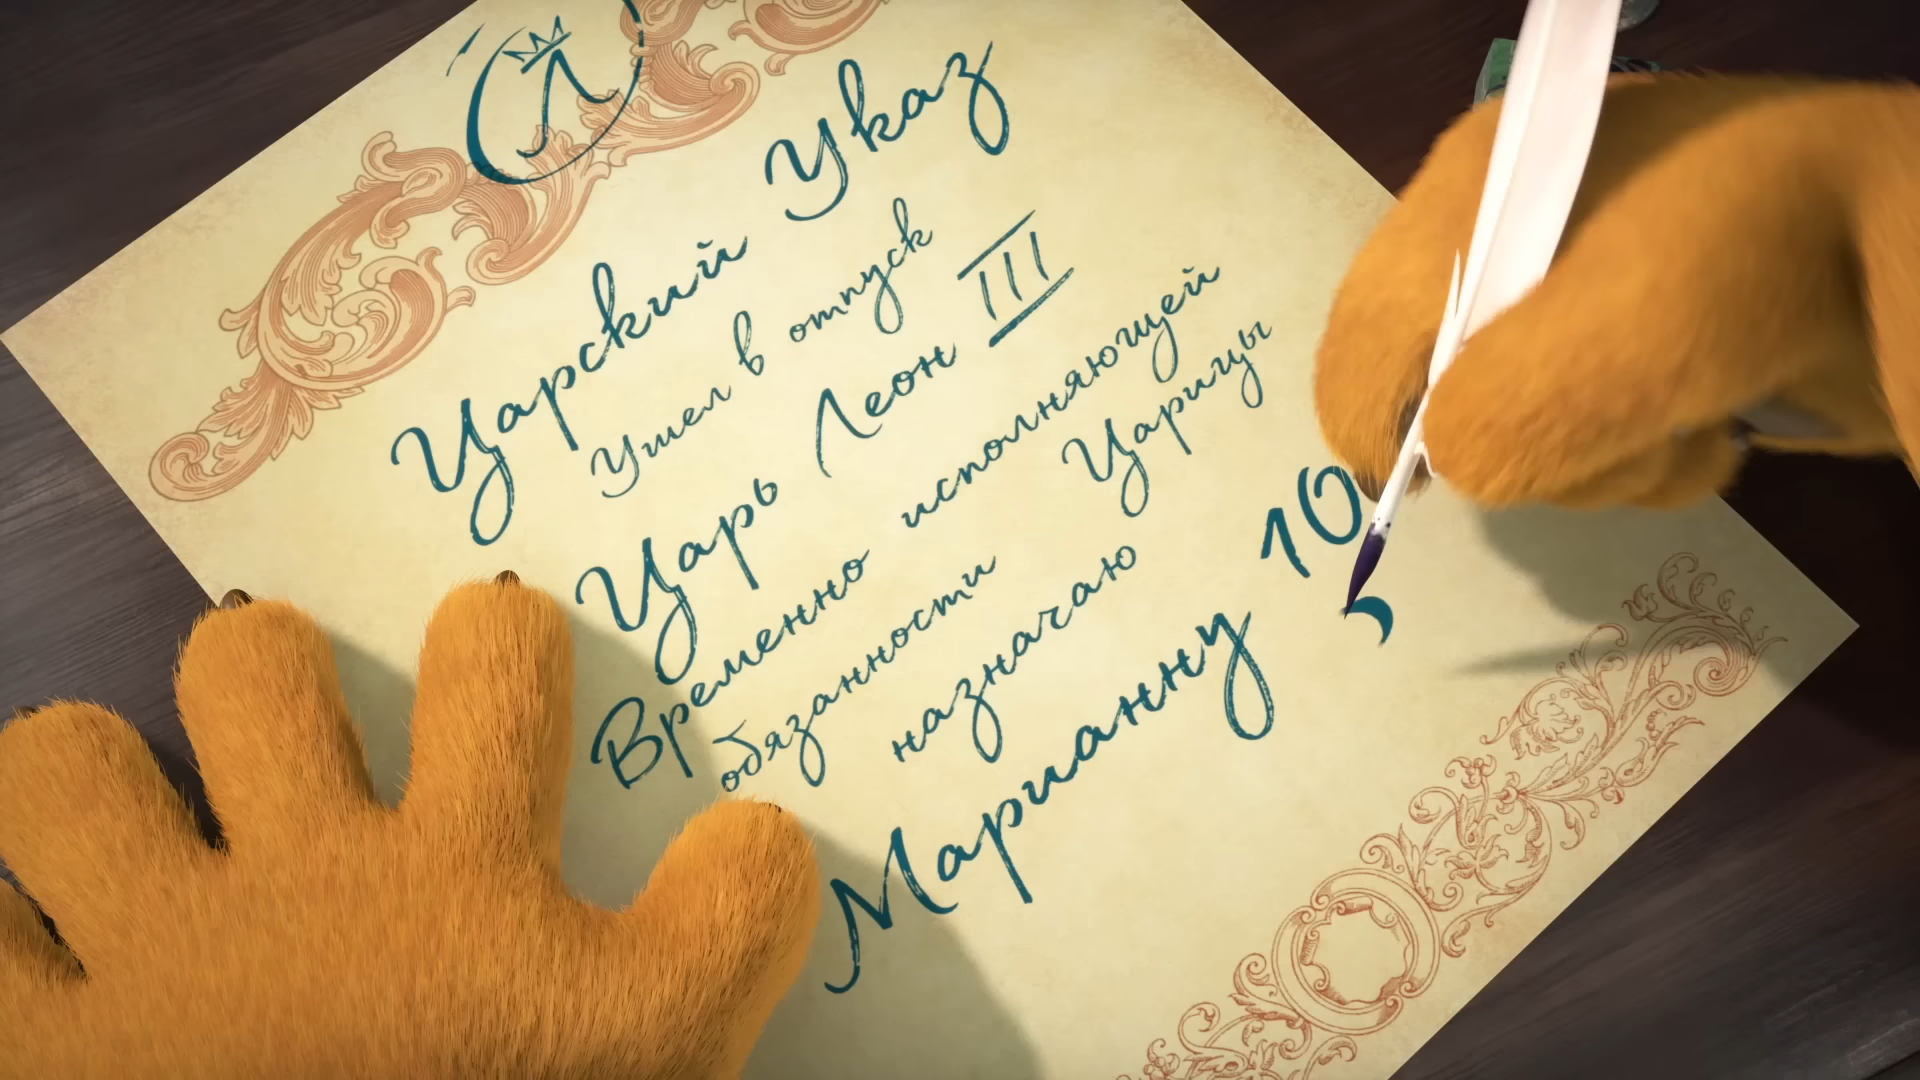 Л
Царский Указ
Ушел в отпуск
Царь Леон III
Временно исполняющей
обязанности Царицы
назначаю
Марианну 10